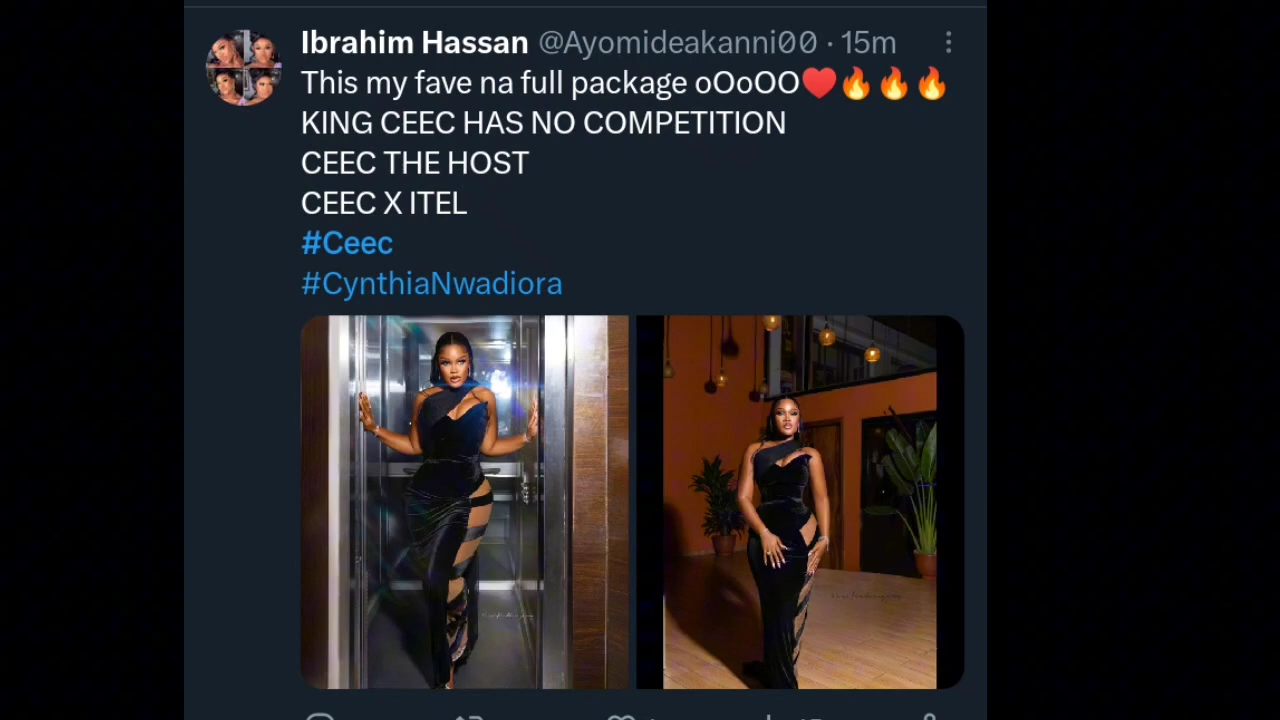 Ibrahim Hassan @Ayomideakanni00 · 15m
This my fave na full package oOoOO♥️🔥🔥🔥
KING CEEC HAS NO COMPETITION
CEEC THE HOST
CEEC X ITEL
#Ceec
#CynthiaNwadiora